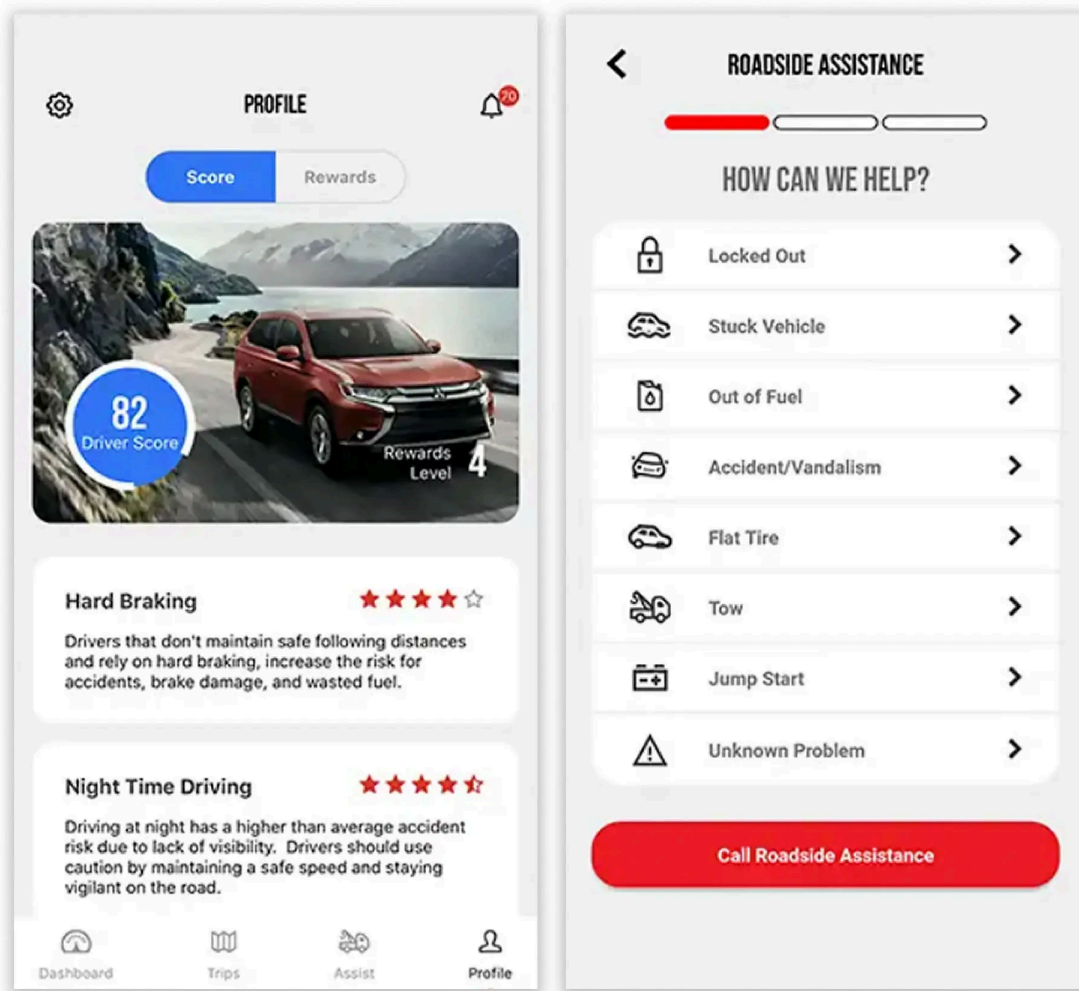 PROFILE
70
Score
Rewards
82
Driver Score
Rewards
Level
4
Hard Braking
Drivers that don't maintain safe following distances
and rely on hard braking, increase the risk for
accidents, brake damage, and wasted fuel.
Night Time Driving
Driving at night has a higher than average accident
risk due to lack of visibility.  Drivers should use
caution by maintaining a safe speed and staying
vigilant on the road.
Dashboard
Trips
Assist
Profile
ROADSIDE ASSISTANCE
HOW CAN WE HELP?
Locked Out
Stuck Vehicle
Out of Fuel
Accident/Vandalism
Flat Tire
Tow
Jump Start
Unknown Problem
Call Roadside Assistance